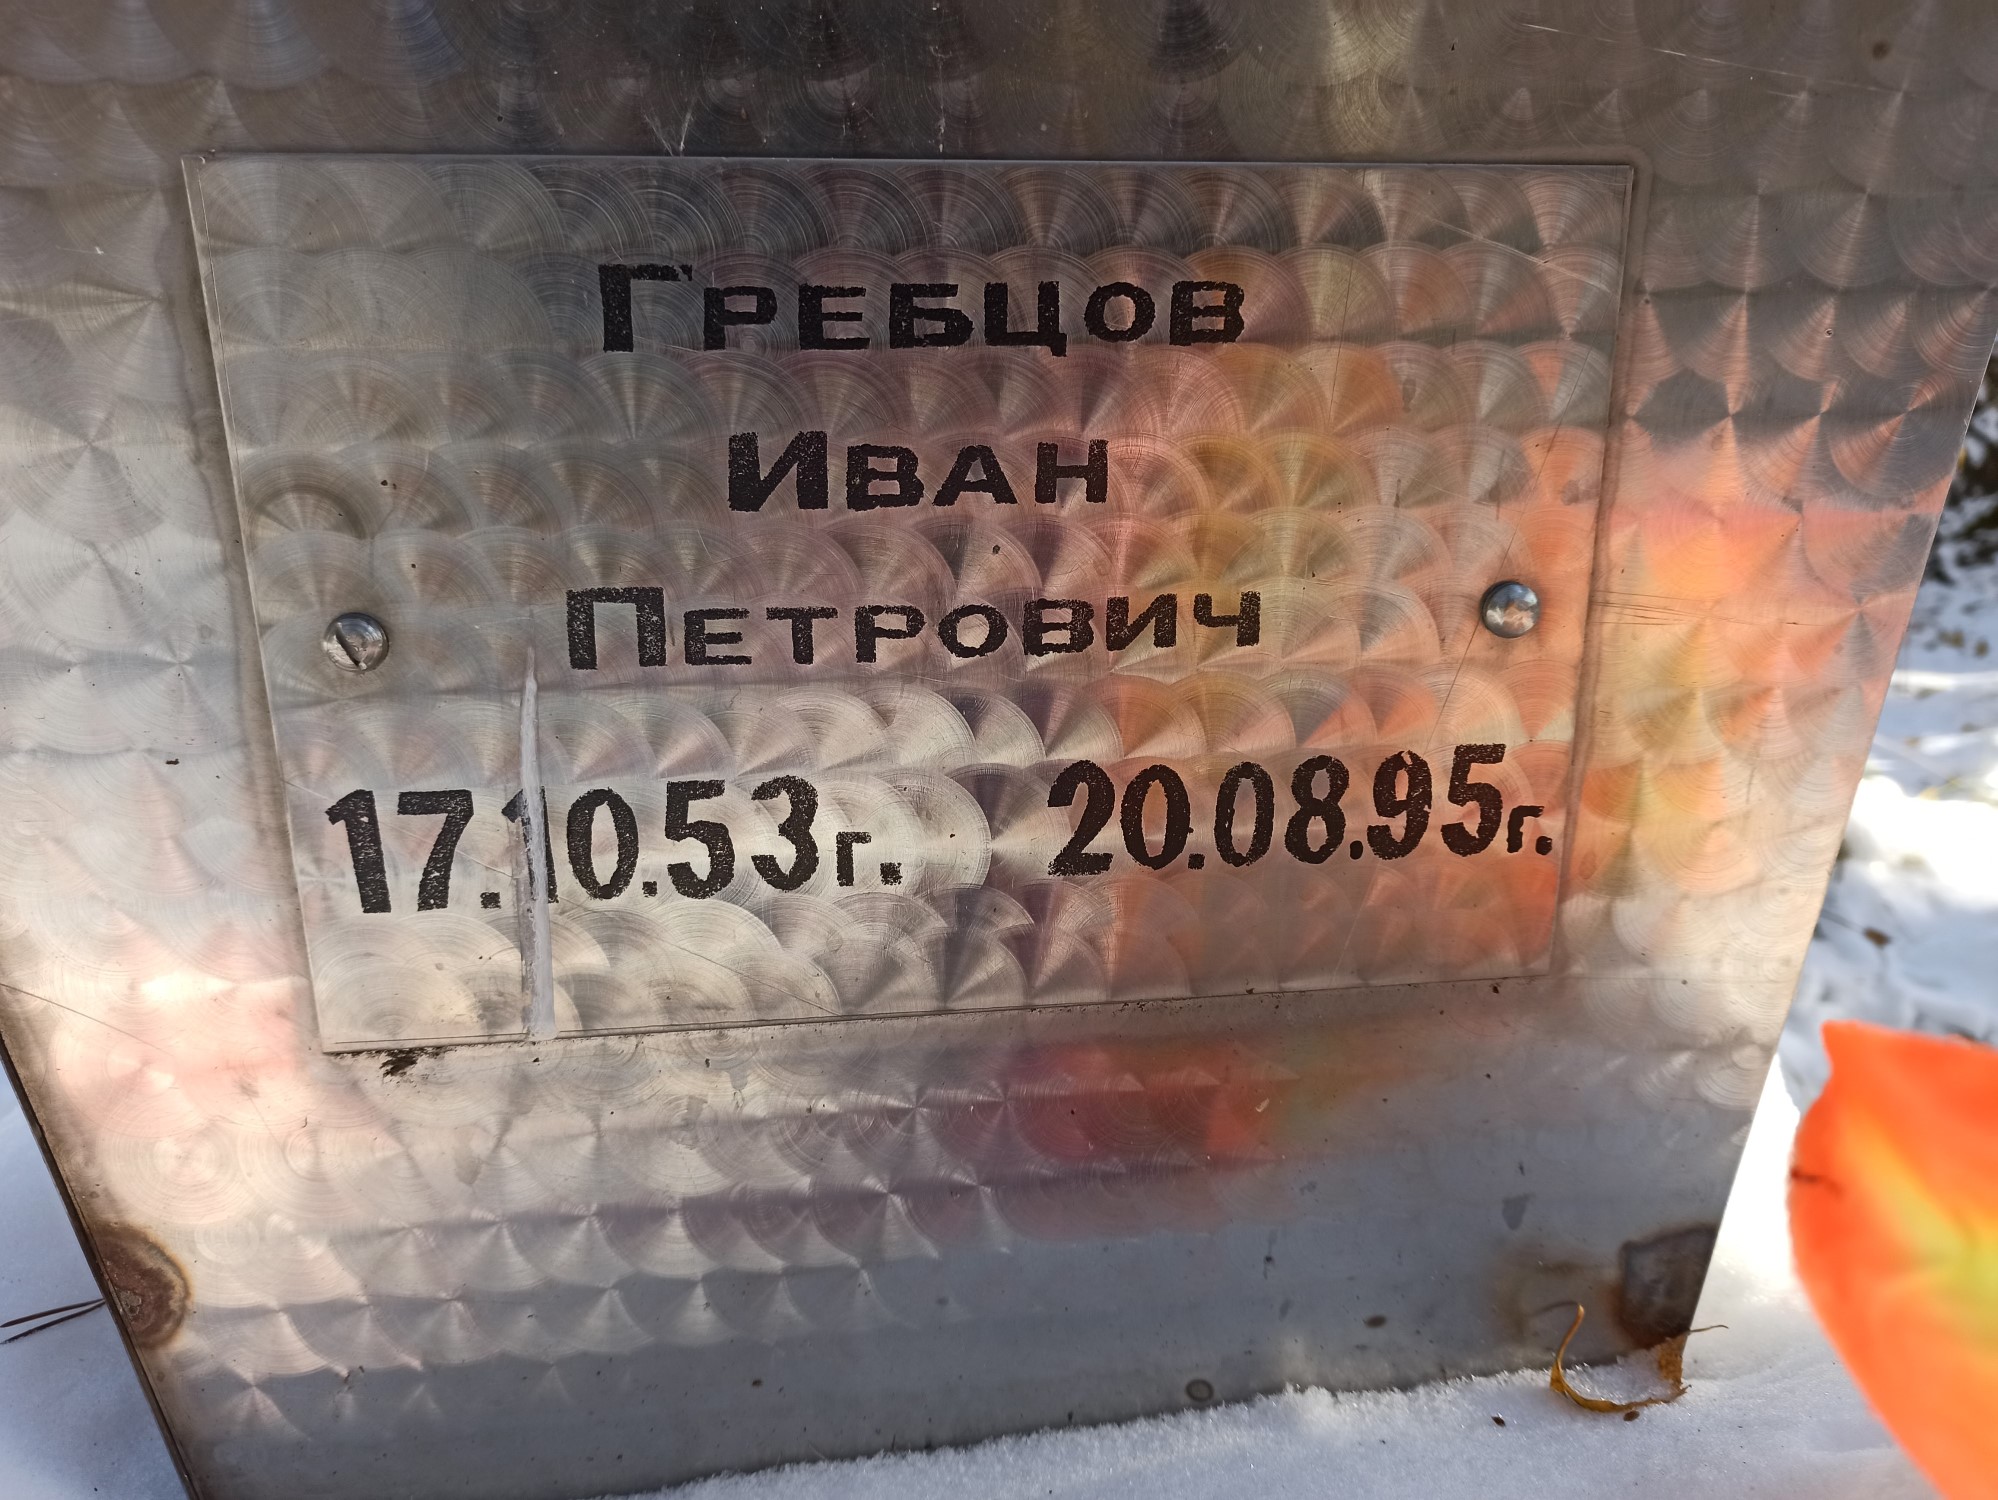 Гребцов
Иван
Петрович
17.10.53г. 20.08.95г.